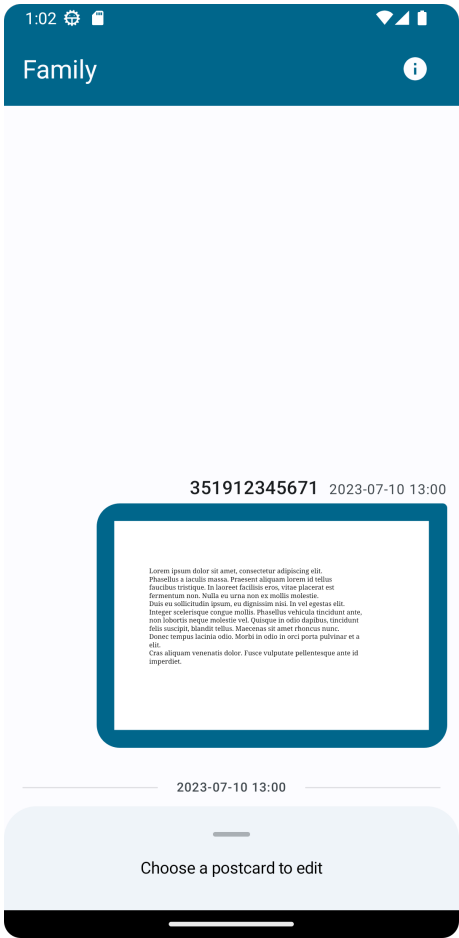 1:02
Family
351912345671 2023-07-10 13:00
Lorem ipsum dolor sit amet, consectetur adipiscing elit.
Phasellus a iaculis massa. Praesent aliquam lorem id tellus
faucibus tristique. In laoreet facilisis eros, vitae placerat est
fermentum non. Nulla eu urna non ex mollis molestie.
Duis eu sollicitudin ipsum, eu dignissim nisi. In vel egestas elit.
Integer scelerisque congue mollis. Phasellus vehicula tincidunt ante,
non lobortis neque molestie vel. Quisque in odio dapibus, tincidunt
felis suscipit, blandit tellus. Maecenas sit amet rhoncus nunc.
Donec tempus lacinia odio. Morbi in odio in orci porta pulvinar et a
elit.
Cras aliquam venenatis dolor. Fusce vulputate pellentesque ante id
imperdiet.
2023-07-10 13:00
Choose a postcard to edit